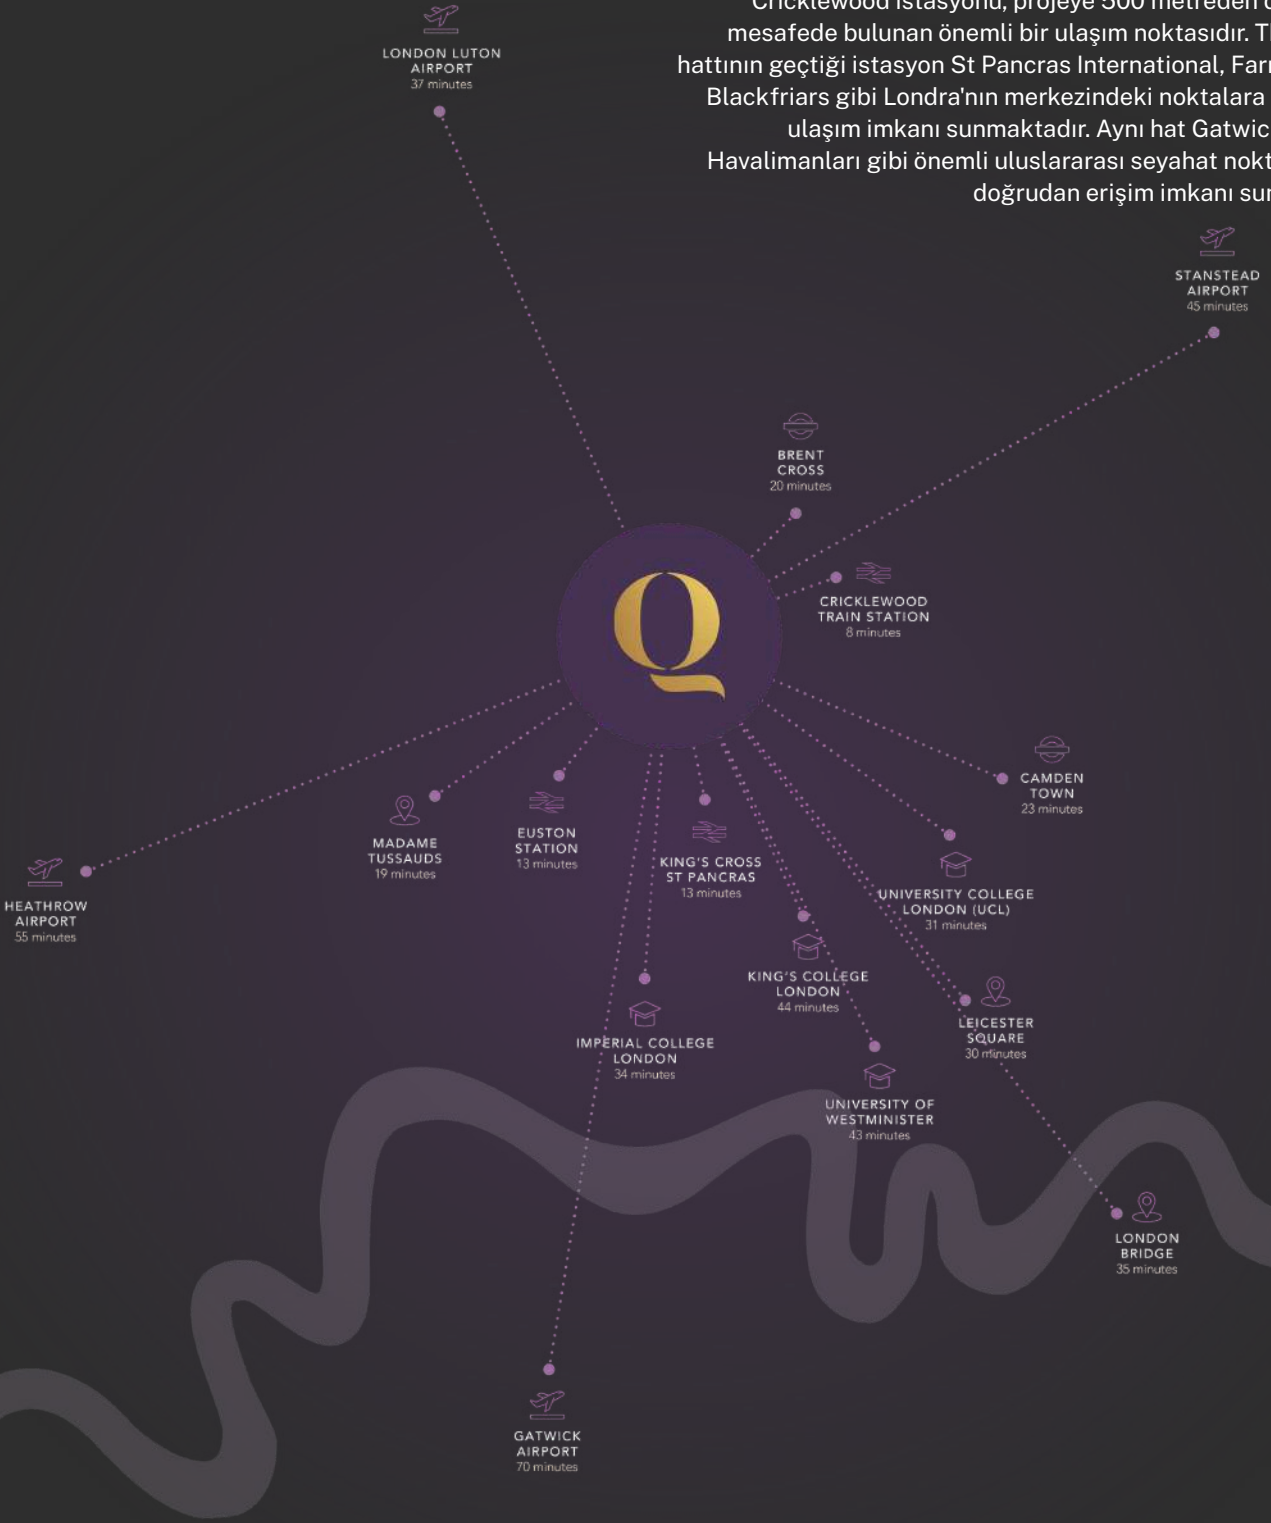 Cricklewood istasyonu, projeye 500 metreden
mesafede bulunan önemli bir ulaşım noktasıdır.
hattının geçtiği istasyon St Pancras International,
Blackfriars gibi Londra'nın merkezindeki noktalara
ulaşım imkanı sunmaktadır. Aynı hat
Havalimanları gibi önemli uluslararası seyahat
doğrudan erişim imkanı
LONDON LUTON
AIRPORT
37 minutes
STANSTEAD
AIRPORT
45 minutes
BRENT
CROSS
20 minutes
Q
CRICKLEWOOD
TRAIN STATION
8 minutes
CAMDEN
TOWN
23 minutes
MADAME
TUSSAUDS
19 minutes
EUSTON
STATION
13 minutes
KING'S CROSS
ST PANCRAS
13 minutes
UNIVERSITY COLLEGE
LONDON (UCL)
31 minutes
HEATHROW
AIRPORT
55 minutes
KING'S COLLEGE
LONDON
44 minutes
LEICESTER
SQUARE
30 minutes
IMPERIAL COLLEGE
LONDON
34 minutes
UNIVERSITY OF
WESTMINISTER
43 minutes
LONDON
BRIDGE
35 minutes
GATWICK
AIRPORT
70 minutes